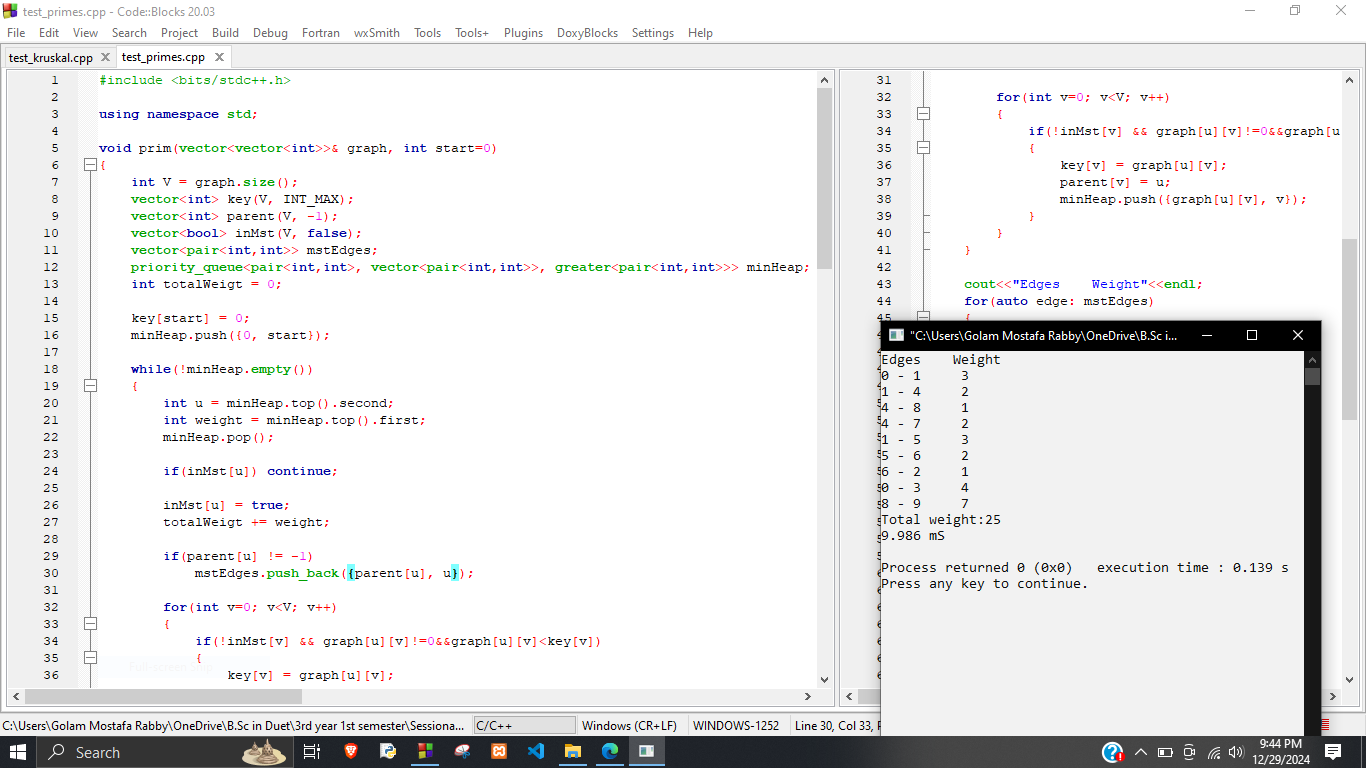 test_primes.cpp - Code::Blocks 20.03
File Edit View Search Project Build Debug Fortran wxSmith Tools Tools+ Plugins DoxyBlocks Settings Help
test_kruskal.cpp test_primes.cpp
1 #include <bits/stdc++.h>
2
3 using namespace std;
4
5 void prim(vector<vector<int>>& graph, int start=0)
6 {
7 int V = graph.size();
8 vector<int> key(V, INT_MAX);
9 vector<int> parent(V, -1);
10 vector<bool> inMst(V, false);
11 vector<pair<int,int>> mstEdges;
12 priority_queue<pair<int,int>, vector<pair<int,int>>, greater<pair<int,int>>> minHeap;
13 int totalWeigt = 0;
14
15 key[start] = 0;
16 minHeap.push({0, start});
17
18 while(!minHeap.empty())
19 {
20 int u = minHeap.top().second;
21 int weight = minHeap.top().first;
22 minHeap.pop();
23
24 if(inMst[u]) continue;
25
26 inMst[u] = true;
27 totalWeigt += weight;
28
29 if(parent[u] != -1)
30 mstEdges.push_back({parent[u], u});
31
32 for(int v=0; v<V; v++)
33 {
34 if(!inMst[v] && graph[u][v]!=0&&graph[u][v]<key[v])
35 {
36 key[v] = graph[u][v];
31
32 for(int v=0; v<V; v++)
33 {
34 if(!inMst[v] && graph[u][v]!=0&&graph[u
35 {
36 key[v] = graph[u][v];
37 parent[v] = u;
38 minHeap.push({graph[u][v], v});
39 }
40 }
41 }
42
43 cout<<"Edges    Weight"<<endl;
44 for(auto edge: mstEdges)
45 {
"C:\Users\Golam Mostafa Rabby\OneDrive\B.Sc i...
Edges    Weight
0 - 1     3
1 - 4     2
4 - 8     1
4 - 7     2
1 - 5     3
5 - 6     2
6 - 2     1
0 - 3     4
8 - 9     7
Total weight:25
9.986 mS
Process returned 0 (0x0)   execution time : 0.139 s
Press any key to continue.
C:\Users\Golam Mostafa Rabby\OneDrive\B.Sc in Duet\3rd year 1st semester\Sessiona... C/C++ Windows (CR+LF) WINDOWS-1252 Line 30, Col 33,
Search
9:44 PM
12/29/2024